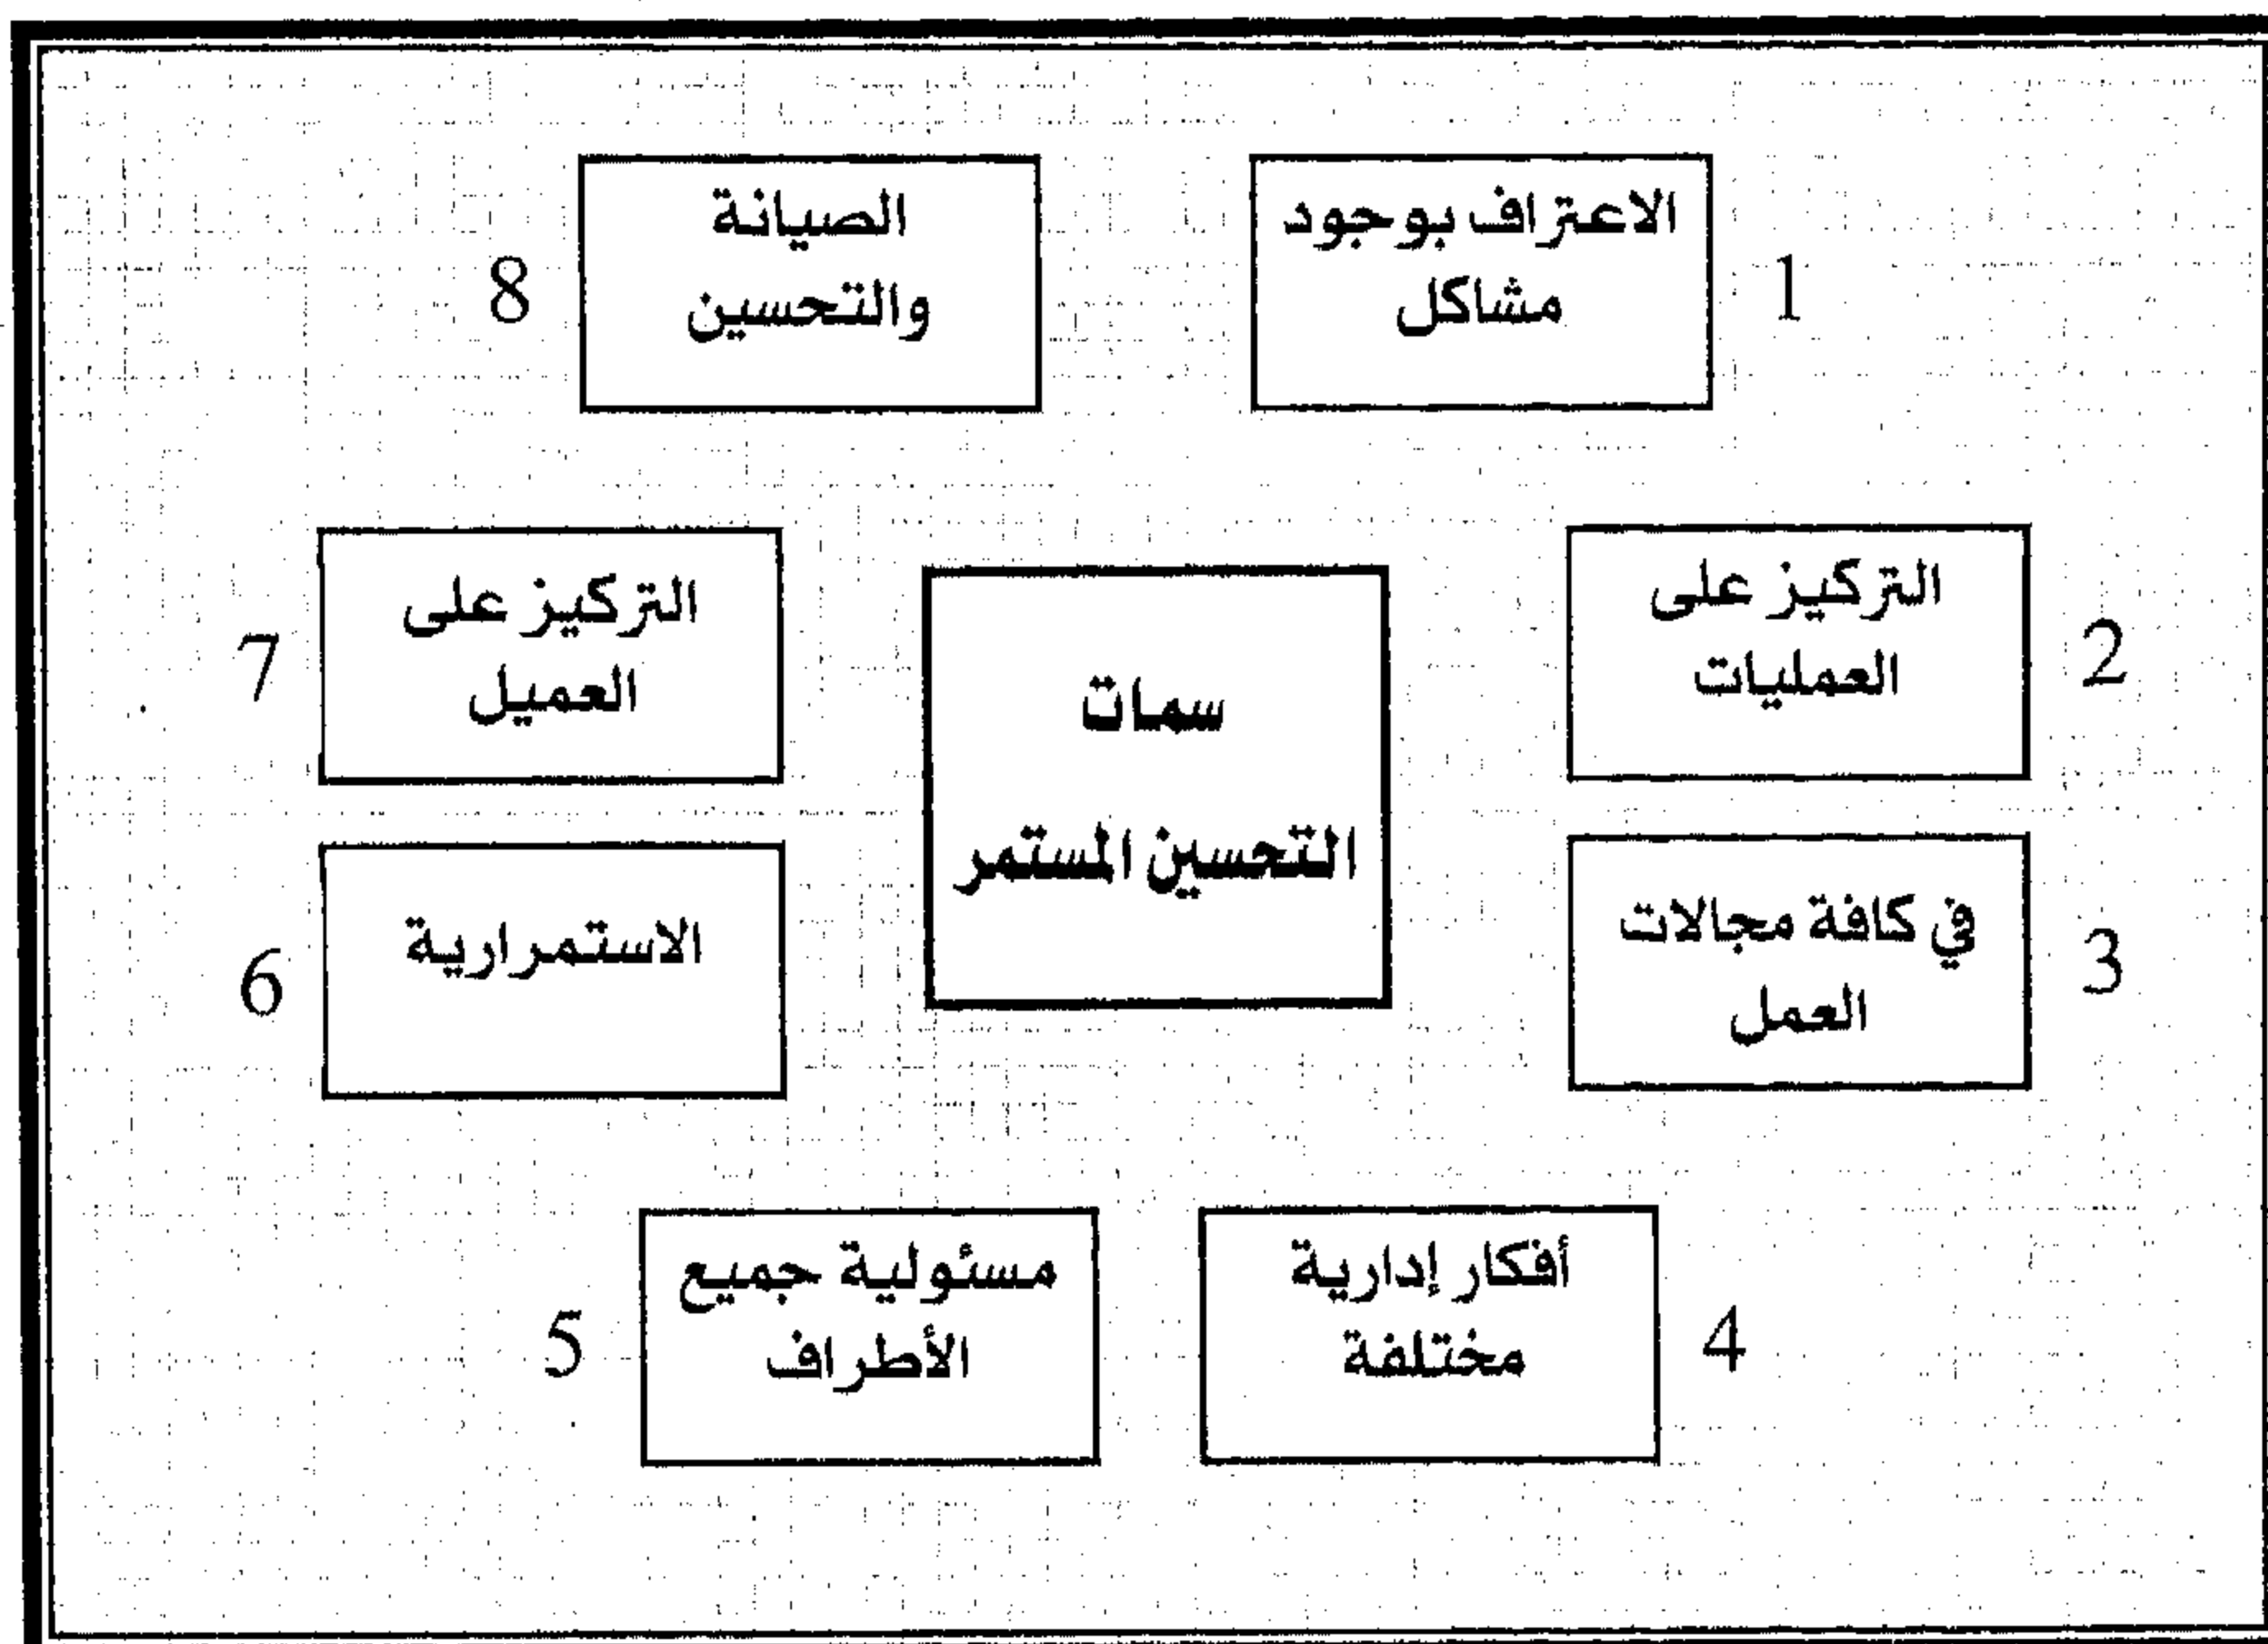 سمات
التحسين المستمر
1
الاعتراف بوجود
مشاكل
2
التركيز على
العمليات
3
في كافة مجالات
العمل
4
أفكار إدارية
مختلفة
5
مسئولية جميع
الأطراف
6
الاستمرارية
7
التركيز على
العميل
8
الصيانة
والتحسين